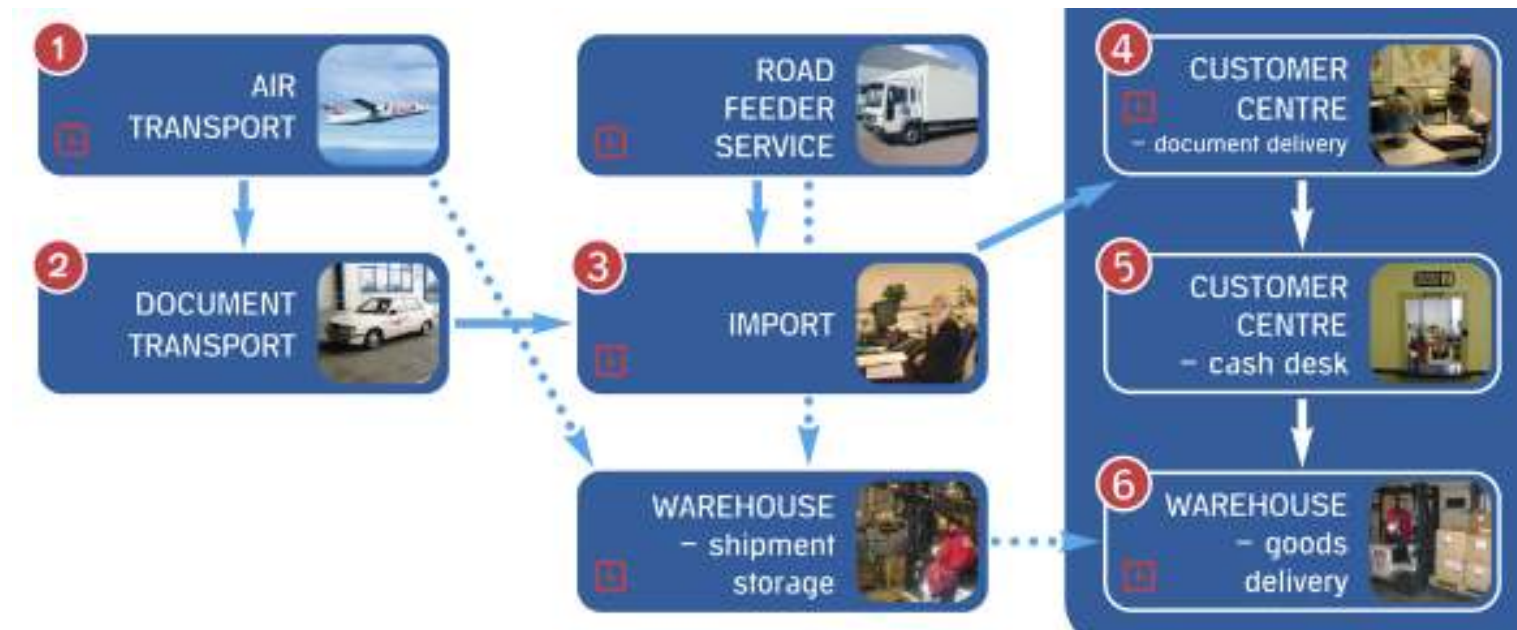 1
AIR
TRANSPORT
ROAD
FEEDER
SERVICE
4
CUSTOMER
CENTRE
– document delivery
2
DOCUMENT
TRANSPORT
3
IMPORT
5
CUSTOMER
CENTRE
– cash desk
WAREHOUSE
– shipment
storage
6
WAREHOUSE
– goods
delivery